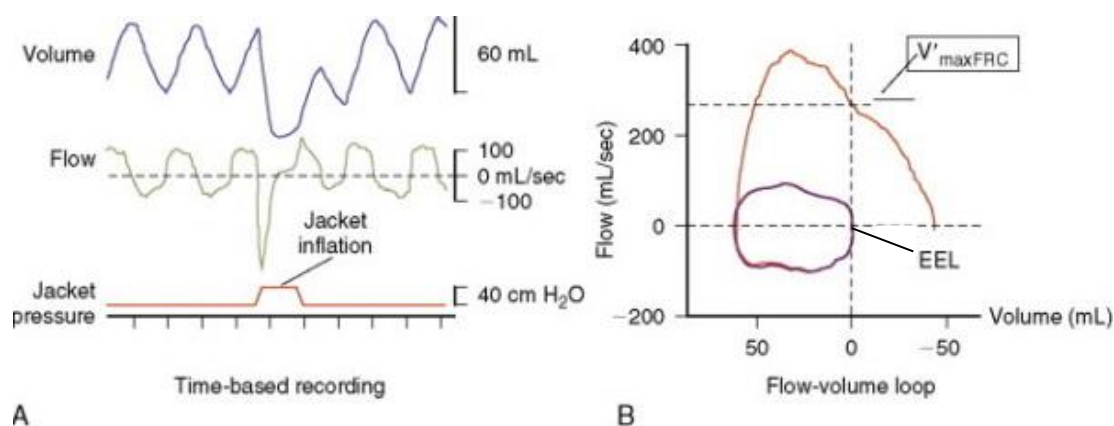 Volume
60 mL
Flow
100
0 mL/sec
−100
Jacket
inflation
Jacket
pressure
40 cm H₂O
Time-based recording
A
400
200
0
−200
Flow (mL/sec)
V'maxFRC
EEL
Volume (mL)
50
0
−50
Flow-volume loop
B